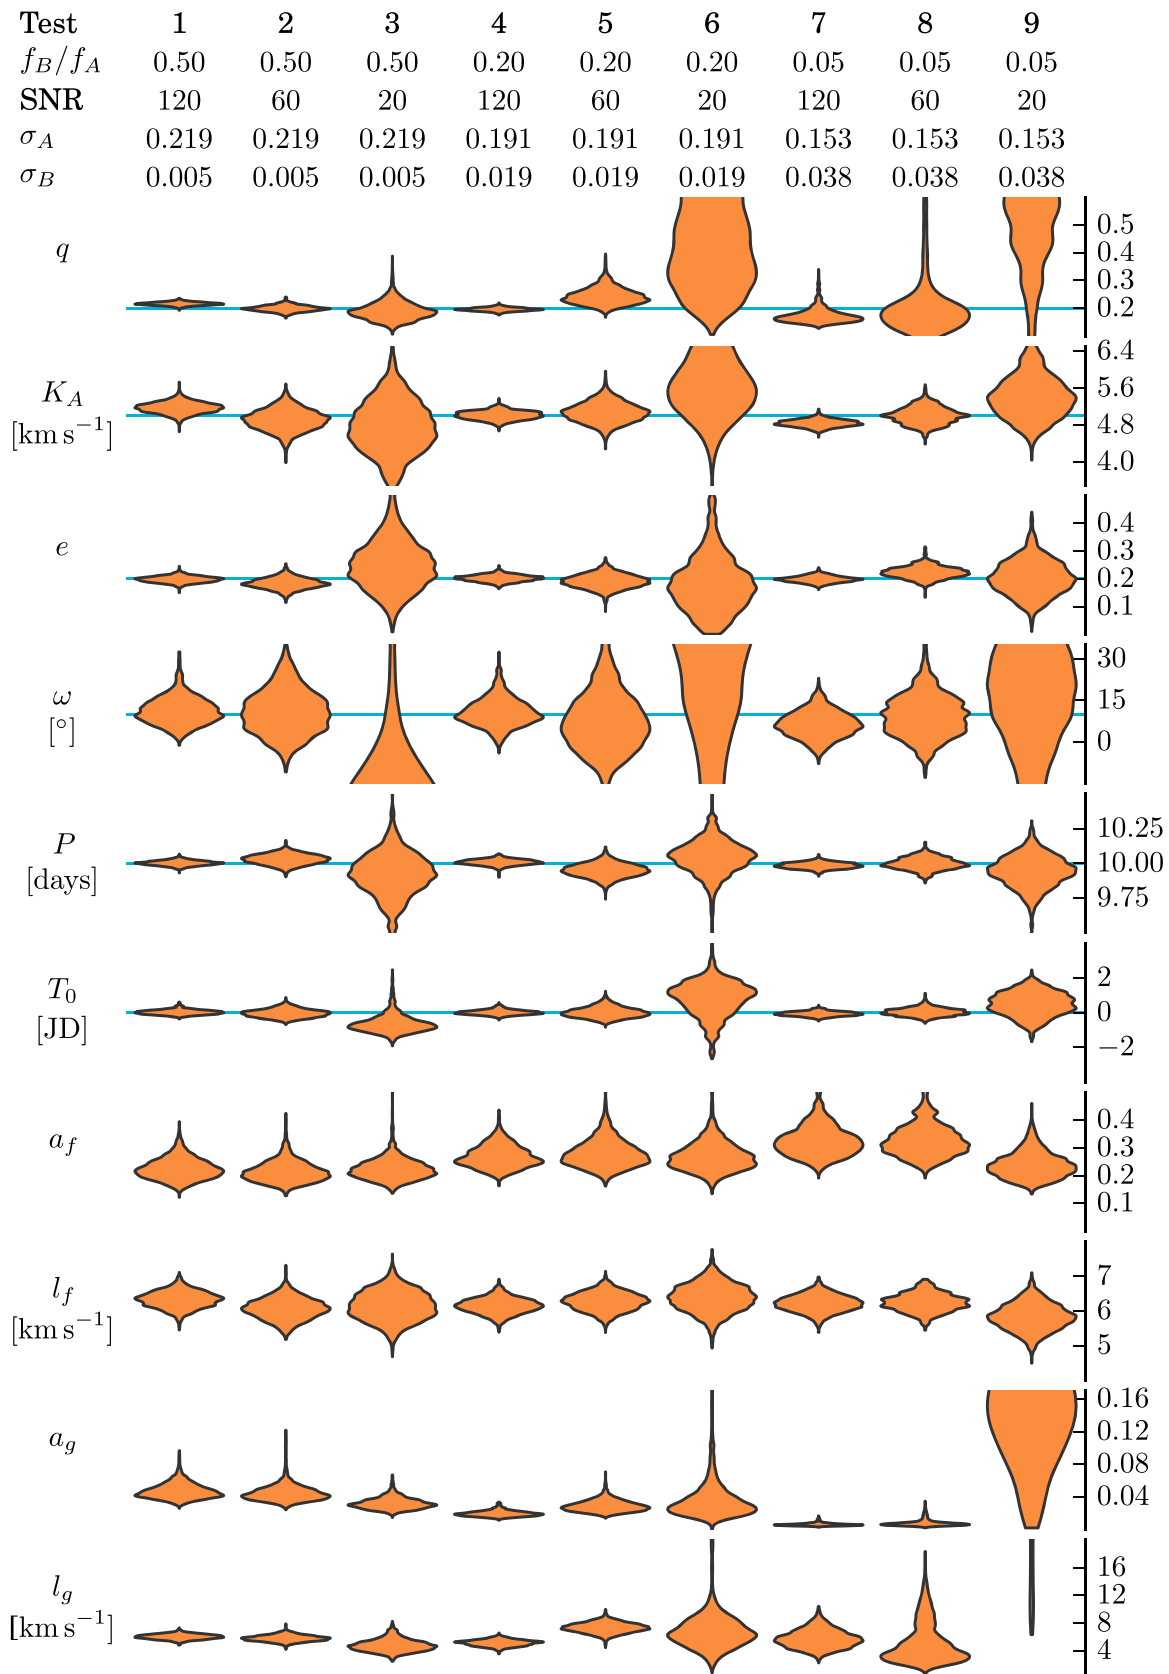 Test 1 2 3 4 5 6 7 8 9
f_B/f_A 0.50 0.50 0.50 0.20 0.20 0.20 0.05 0.05 0.05
SNR 120 60 20 120 60 20 120 60 20
σ_A 0.219 0.219 0.219 0.191 0.191 0.191 0.153 0.153 0.153
σ_B 0.005 0.005 0.005 0.019 0.019 0.019 0.038 0.038 0.038
q
0.5
0.4
0.3
0.2
K_A
[km s⁻¹]
6.4
5.6
4.8
4.0
e
0.4
0.3
0.2
0.1
ω
[°]
30
15
0
P
[days]
10.25
10.00
9.75
T₀
[JD]
2
0
−2
a_f
0.4
0.3
0.2
0.1
l_f
[km s⁻¹]
7
6
5
a_g
0.16
0.12
0.08
0.04
l_g
[km s⁻¹]
16
12
8
4